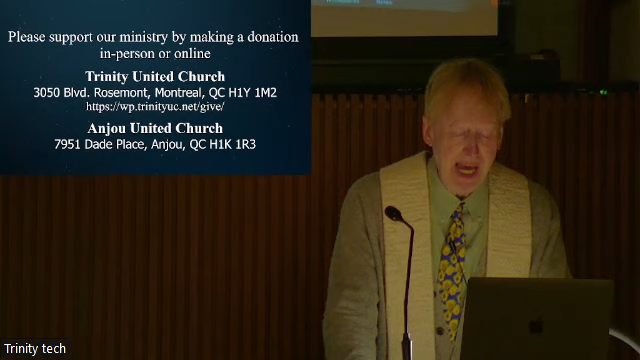 Please support our ministry by making a donation
in-person or online
Trinity United Church
3050 Blvd. Rosemont, Montreal, QC H1Y 1M2
https://wp.trinityuc.net/give/
Anjou United Church
7951 Dade Place, Anjou, QC H1K 1R3
Trinity tech